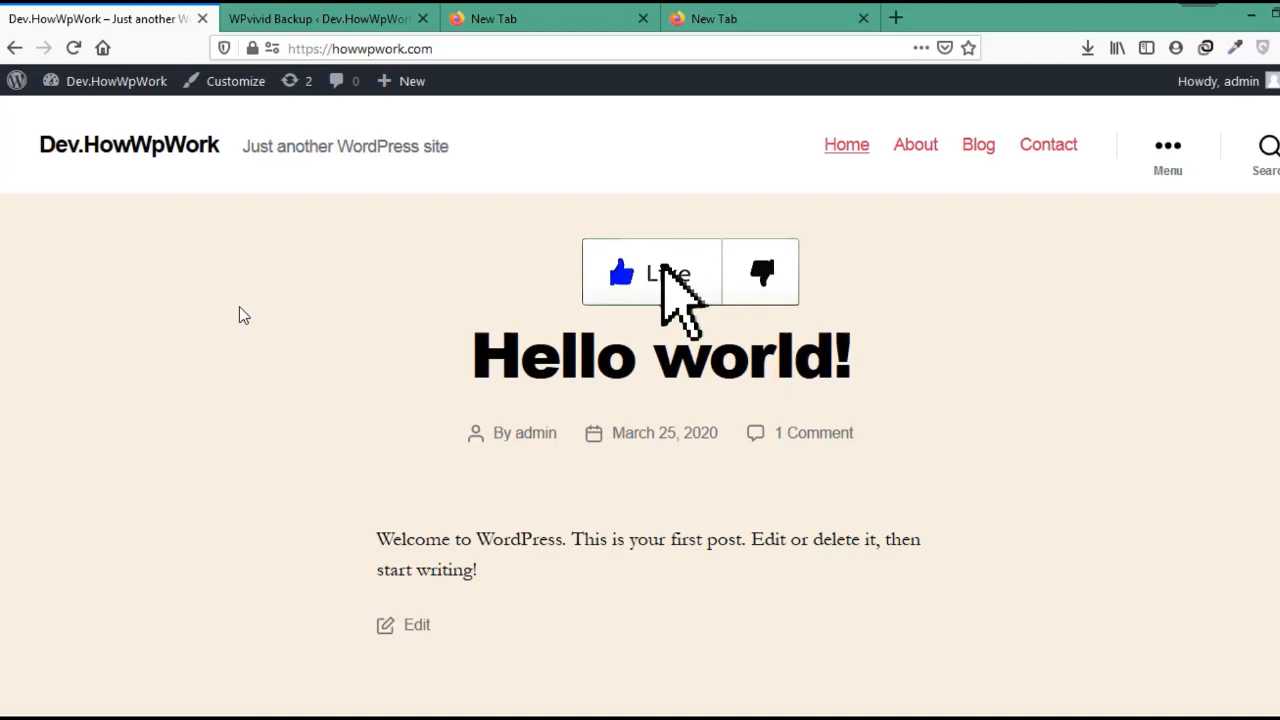 Dev.HowWpWork – Just another W
WPvivid Backup ‹ Dev.HowWpWor
New Tab
New Tab
https://howwpwork.com
Dev.HowWpWork
Customize
2
0
New
Howdy, admin
Dev.HowWpWork
Just another WordPress site
Home
About
Blog
Contact
Menu
Sear
Like
Hello world!
By admin
March 25, 2020
1 Comment
Welcome to WordPress. This is your first post. Edit or delete it, then
start writing!
Edit